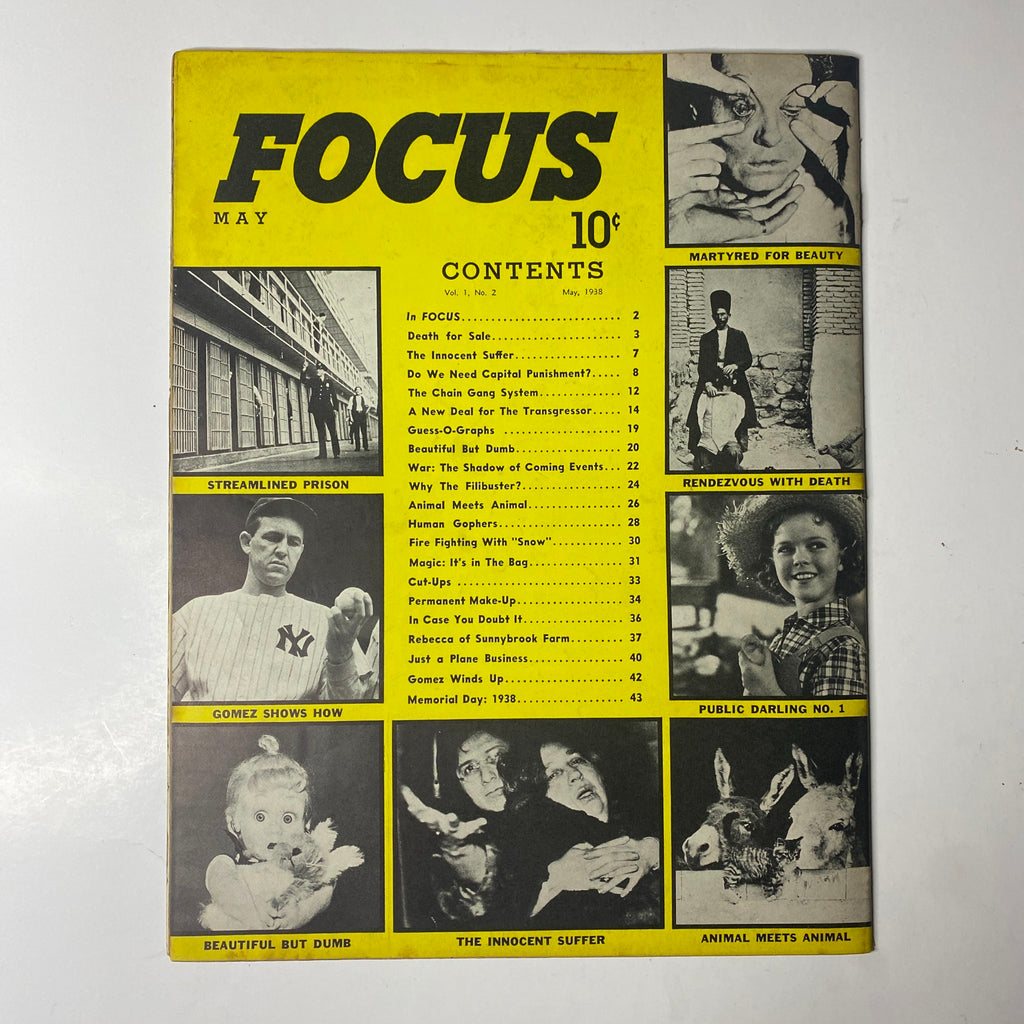 FOCUS
MAY
10¢
CONTENTS
Vol. 1, No. 2 May, 1938
In FOCUS.......................... 2
Death for Sale...................... 3
The Innocent Suffer................. 7
Do We Need Capital Punishment?..... 8
The Chain Gang System.............. 12
A New Deal for The Transgressor..... 14
Guess-O-Graphs .................... 19
Beautiful But Dumb................. 20
War: The Shadow of Coming Events... 22
Why The Filibuster?................ 24
Animal Meets Animal................ 26
Human Gophers...................... 28
Fire Fighting With "Snow"............ 30
Magic: It's in The Bag............... 31
Cut-Ups ............................ 33
Permanent Make-Up.................. 34
In Case You Doubt It................ 36
Rebecca of Sunnybrook Farm......... 37
Just a Plane Business................ 40
Gomez Winds Up.................... 42
Memorial Day: 1938.................. 43
MARTYRED FOR BEAUTY
STREAMLINED PRISON
RENDEZVOUS WITH DEATH
NY
GOMEZ SHOWS HOW
PUBLIC DARLING NO. 1
BEAUTIFUL BUT DUMB
THE INNOCENT SUFFER
ANIMAL MEETS ANIMAL